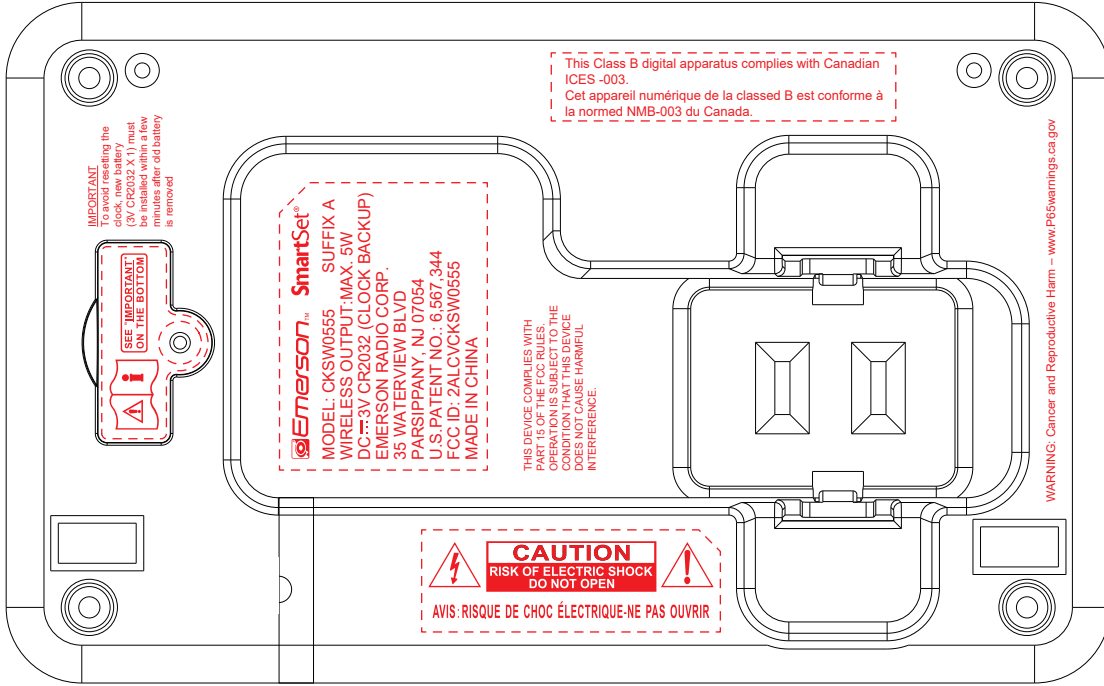 This Class B digital apparatus complies with Canadian
ICES -003.
Cet appareil numérique de la classed B est conforme à
la normed NMB-003 du Canada.
IMPORTANT
To avoid resetting the
clock, new battery
(3V CR2032 X 1) must
be installed within a few
minutes after old battery
is removed
SEE "IMPORTANT"
ON THE BOTTOM
Emerson™ SmartSet®
MODEL: CKSW0555 SUFFIX A
WIRELESS OUTPUT:MAX. 5W
DC⎓3V CR2032 (CLOCK BACKUP)
EMERSON RADIO CORP.
35 WATERVIEW BLVD
PARSIPPANY, NJ 07054
U.S.PATENT NO.: 6,567,344
FCC ID: 2ALCVCKSW0555
MADE IN CHINA
THIS DEVICE COMPLIES WITH
PART 15 OF THE FCC RULES.
OPERATION IS SUBJECT TO THE
CONDITION THAT THIS DEVICE
DOES NOT CAUSE HARMFUL
INTERFERENCE.
WARNING: Cancer and Reproductive Harm – www.P65warnings.ca.gov
CAUTION
RISK OF ELECTRIC SHOCK
DO NOT OPEN
AVIS:RISQUE DE CHOC ÉLECTRIQUE-NE PAS OUVRIR